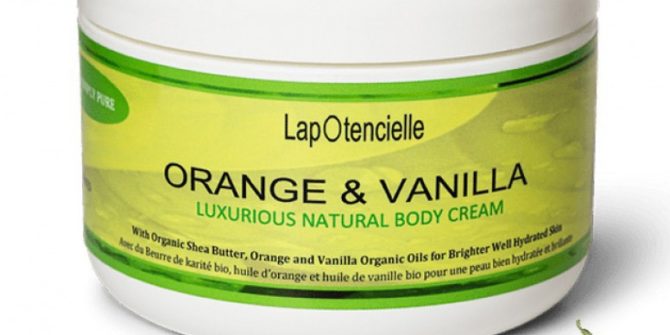 PLY PURE
LapOtencielle
ORANGE & VANILLA
LUXURIOUS NATURAL BODY CREAM
With Organic Shea Butter, Orange and Vanilla Organic Oils for Brighter Well Hydrated Skin
Avec du Beurre de karité bio, huile d'orange et huile de vanille bio pour une peau bien hydratée et brillante